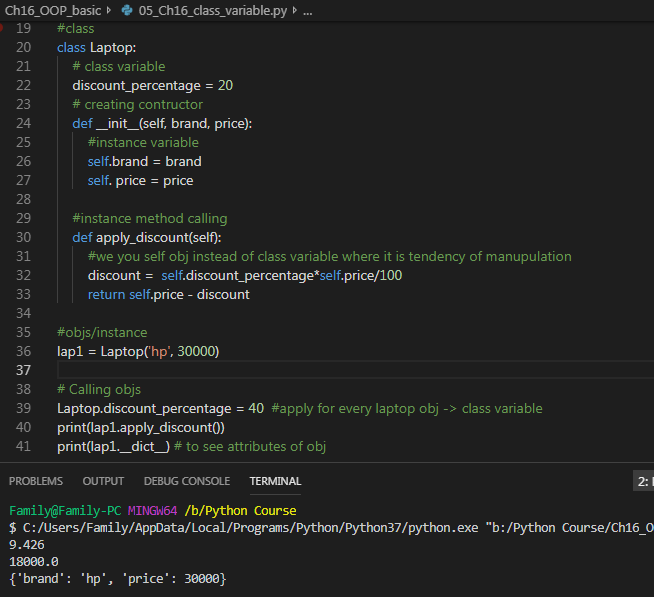 Ch16_OOP_basic › 05_Ch16_class_variable.py › ...
19 #class
20 class Laptop:
21 # class variable
22 discount_percentage = 20
23 # creating contructor
24 def __init__(self, brand, price):
25 #instance variable
26 self.brand = brand
27 self. price = price
28
29 #instance method calling
30 def apply_discount(self):
31 #we you self obj instead of class variable where it is tendency of manupulation
32 discount =  self.discount_percentage*self.price/100
33 return self.price - discount
34
35 #objs/instance
36 lap1 = Laptop('hp', 30000)
37
38 # Calling objs
39 Laptop.discount_percentage = 40  #apply for every laptop obj -> class variable
40 print(lap1.apply_discount())
41 print(lap1.__dict__) # to see attributes of obj
PROBLEMS OUTPUT DEBUG CONSOLE TERMINAL 2:
Family@Family-PC MINGW64 /b/Python Course
$ C:/Users/Family/AppData/Local/Programs/Python/Python37/python.exe "b:/Python Course/Ch16_O
9.426
18000.0
{'brand': 'hp', 'price': 30000}